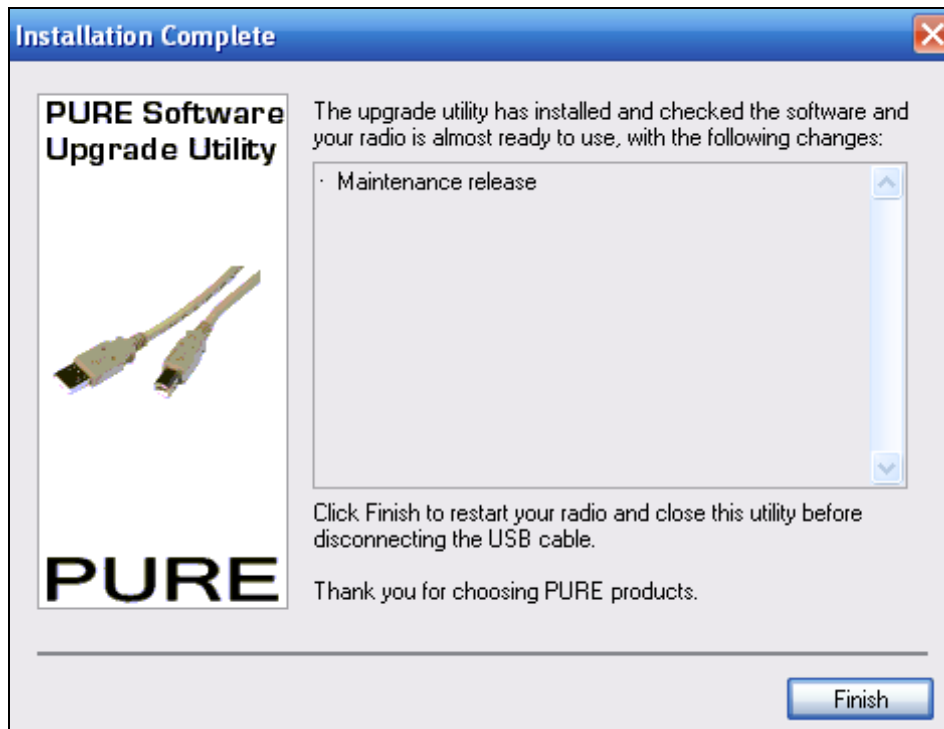 Installation Complete
PURE Software
Upgrade Utility
PURE
The upgrade utility has installed and checked the software and
your radio is almost ready to use, with the following changes:
· Maintenance release
Click Finish to restart your radio and close this utility before
disconnecting the USB cable.
Thank you for choosing PURE products.
Finish